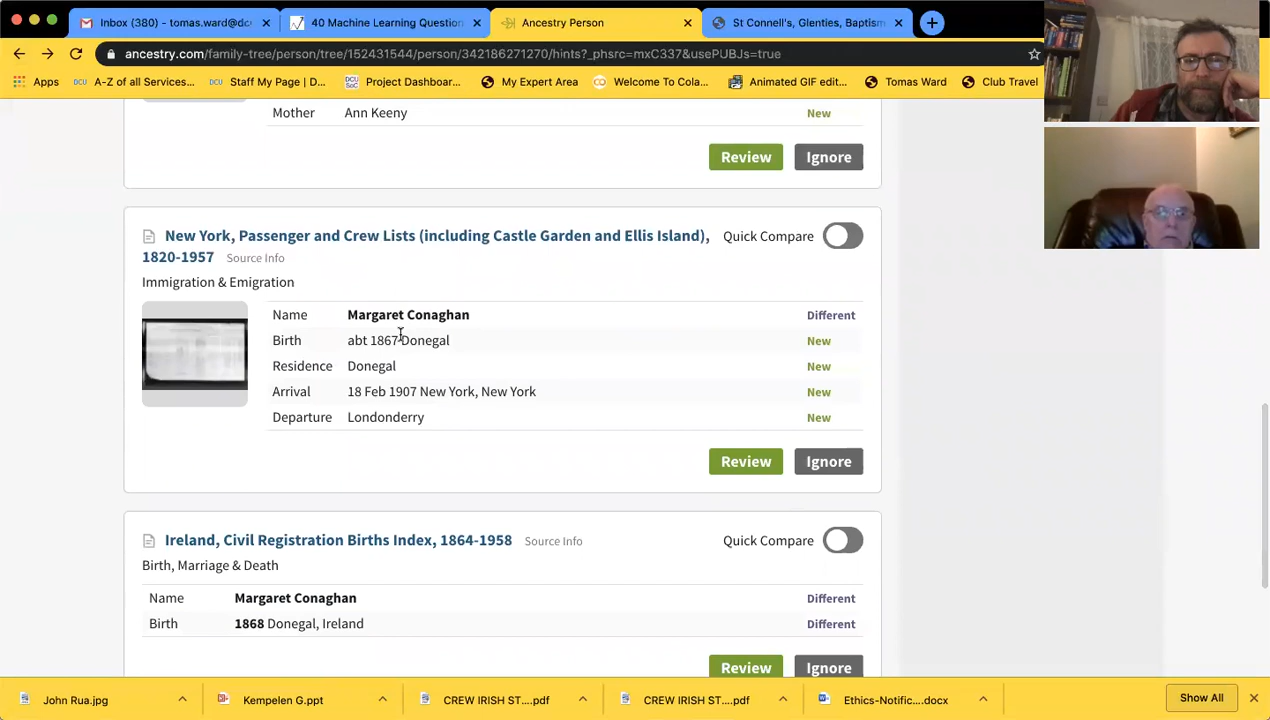 Inbox (380) - tomas.ward@dc
40 Machine Learning Question
Ancestry Person
St Connell's, Glenties, Baptism
ancestry.com/family-tree/person/tree/152431544/person/342186271270/hints?_phsrc=mxC337&usePUBJs=true
Apps
DCU A-Z of all Services...
DCU Staff My Page | D...
DCU SoC Project Dashboar...
My Expert Area
CO Welcome To Cola...
Animated GIF edit...
Tomas Ward
Club Travel
Mother Ann Keeny New
Review Ignore
New York, Passenger and Crew Lists (including Castle Garden and Ellis Island), Quick Compare
1820-1957 Source Info
Immigration & Emigration
Name Margaret Conaghan Different
Birth abt 1867 Donegal New
Residence Donegal New
Arrival 18 Feb 1907 New York, New York New
Departure Londonderry New
Review Ignore
Ireland, Civil Registration Births Index, 1864-1958 Source Info Quick Compare
Birth, Marriage & Death
Name Margaret Conaghan Different
Birth 1868 Donegal, Ireland Different
Review Ignore
John Rua.jpg
Kempelen G.ppt
CREW IRISH ST....pdf
CREW IRISH ST....pdf
Ethics-Notific....docx
Show All